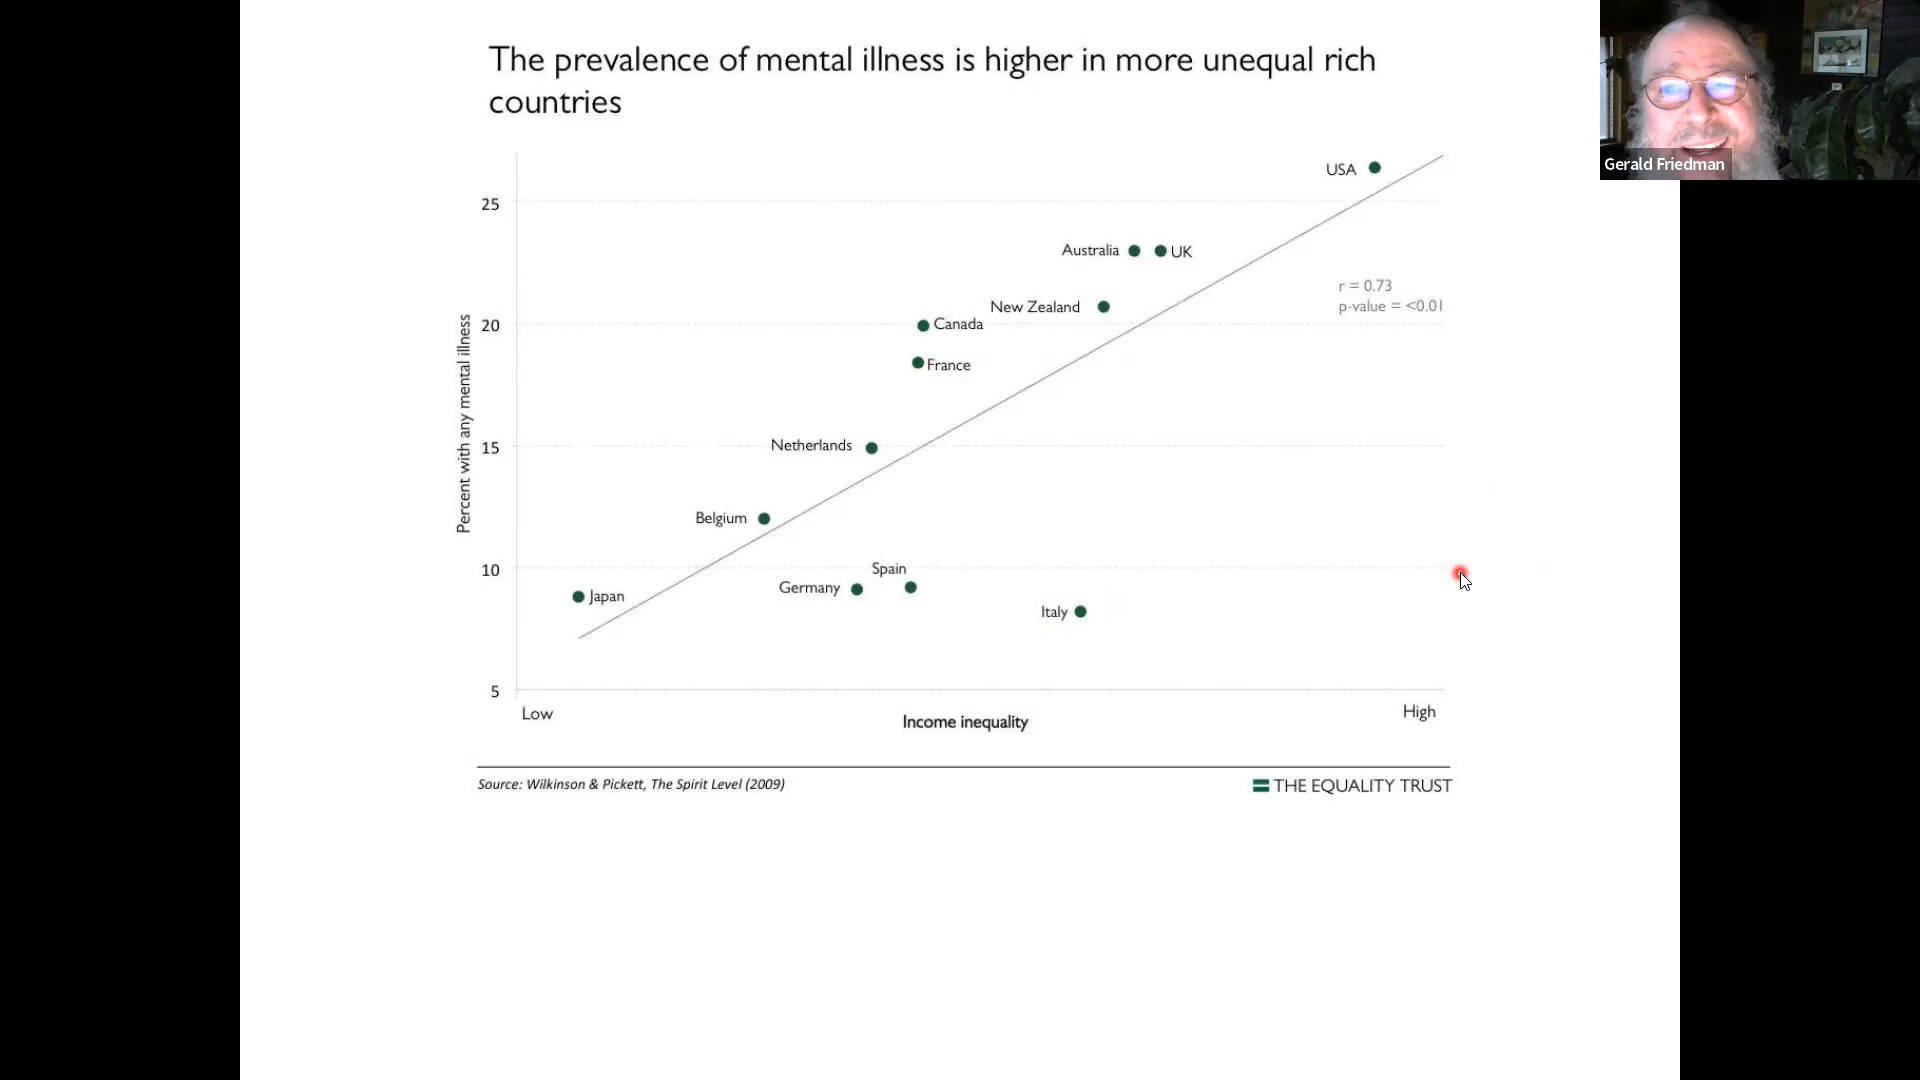 The prevalence of mental illness is higher in more unequal rich
countries
Gerald Friedman
USA
25
Australia
UK
r = 0.73
p-value = <0.01
New Zealand
20
Canada
France
Percent with any mental illness
Netherlands
15
Belgium
10
Spain
Germany
Japan
Italy
5
Low
High
Income inequality
Source: Wilkinson & Pickett, The Spirit Level (2009)
THE EQUALITY TRUST